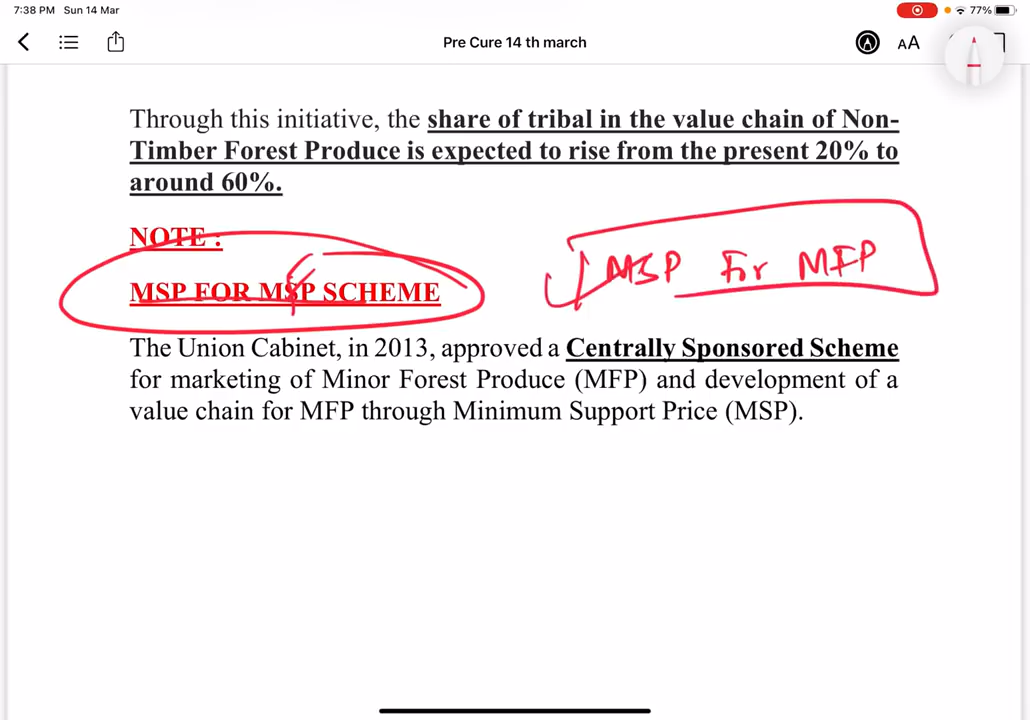 7:38 PM Sun 14 Mar
77%
Pre Cure 14 th march
AA
Through this initiative, the share of tribal in the value chain of Non-
Timber Forest Produce is expected to rise from the present 20% to
around 60%.
NOTE :
MSP For MFP
MSP FOR MSP SCHEME
The Union Cabinet, in 2013, approved a Centrally Sponsored Scheme
for marketing of Minor Forest Produce (MFP) and development of a
value chain for MFP through Minimum Support Price (MSP).